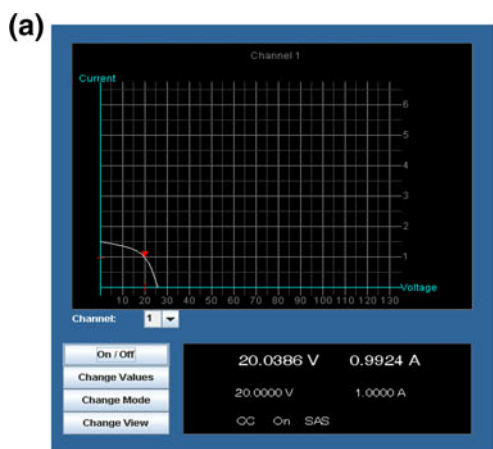 (a)
Channel 1
Current
6
5
4
3
2
1
Voltage
10 20 30 40 50 60 70 80 90 100 110 120 130
Channel: 1
On / Off
Change Values
Change Mode
Change View
20.0386 V 0.9924 A
20.0000 V 1.0000 A
CC On SAS